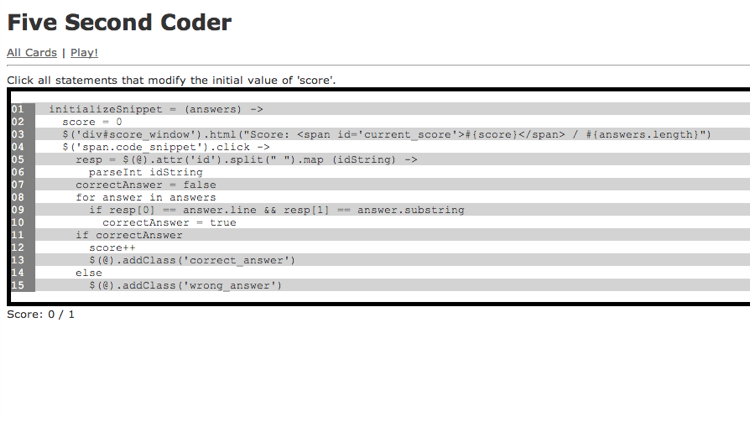 Five Second Coder
All Cards | Play!
Click all statements that modify the initial value of 'score'.
01 initializeSnippet = (answers) ->
02 score = 0
03 $('div#score_window').html("Score: <span id='current_score'>#{score}</span> / #{answers.length}")
04 $('span.code_snippet').click ->
05 resp = $(@).attr('id').split(" ").map (idString) ->
06 parseInt idString
07 correctAnswer = false
08 for answer in answers
09 if resp[0] == answer.line && resp[1] == answer.substring
10 correctAnswer = true
11 if correctAnswer
12 score++
13 $(@).addClass('correct_answer')
14 else
15 $(@).addClass('wrong_answer')
Score: 0 / 1